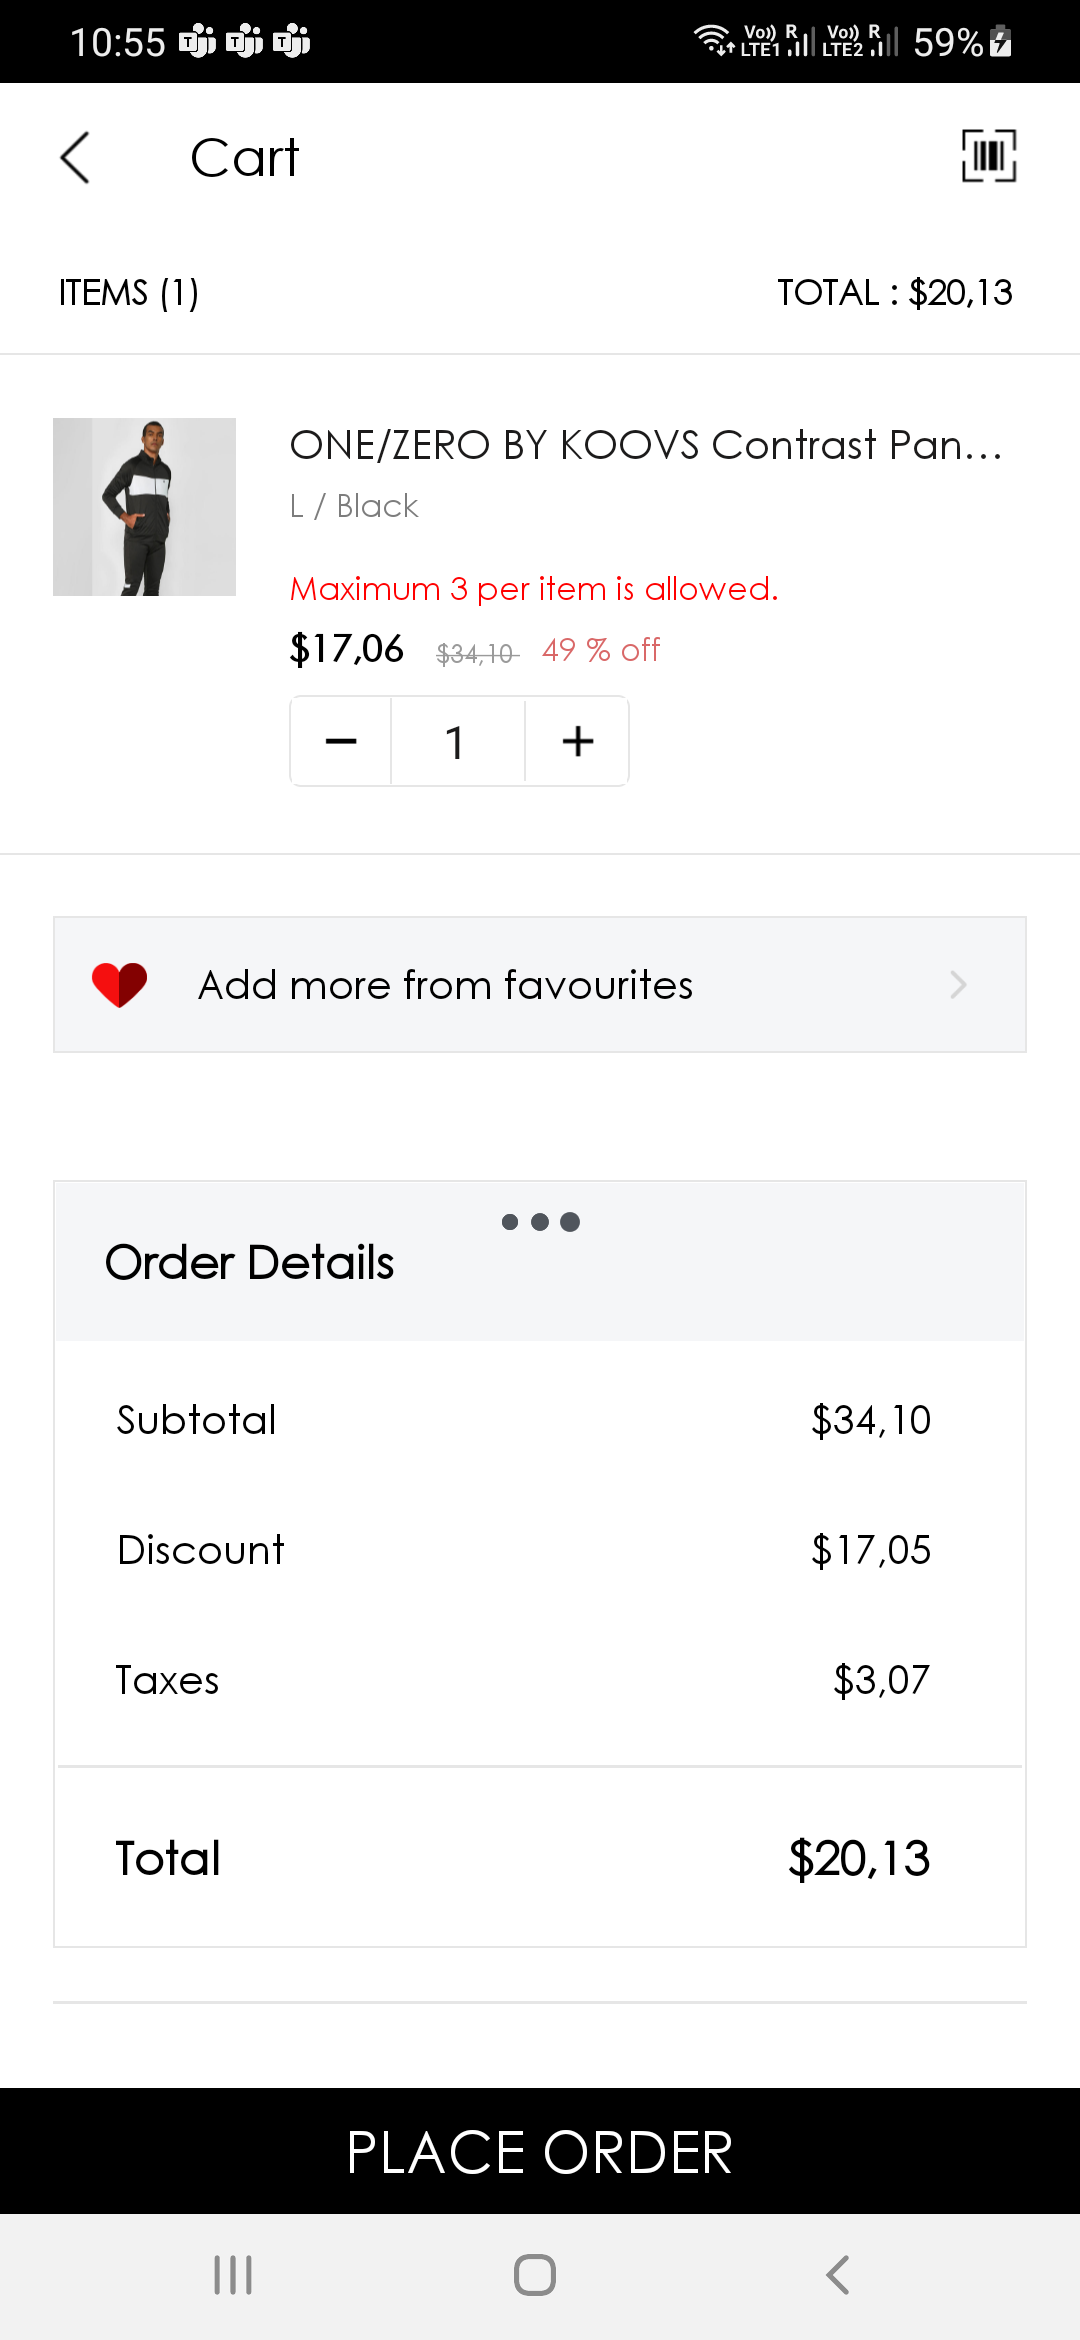 10:55
Vo)) R Vo)) R
LTE1 LTE2 59%
Cart
ITEMS (1) TOTAL : $20,13
ONE/ZERO BY KOOVS Contrast Pan...
L / Black
Maximum 3 per item is allowed.
$17,06 $34,10 49 % off
1
Add more from favourites
Order Details
Subtotal $34,10
Discount $17,05
Taxes $3,07
Total $20,13
PLACE ORDER